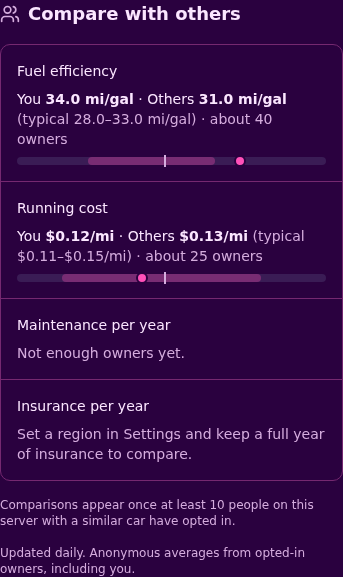 Compare with others
Fuel efficiency
You 34.0 mi/gal · Others 31.0 mi/gal
(typical 28.0–33.0 mi/gal) · about 40
owners
Running cost
You $0.12/mi · Others $0.13/mi (typical
$0.11–$0.15/mi) · about 25 owners
Maintenance per year
Not enough owners yet.
Insurance per year
Set a region in Settings and keep a full year
of insurance to compare.
Comparisons appear once at least 10 people on this
server with a similar car have opted in.
Updated daily. Anonymous averages from opted-in
owners, including you.